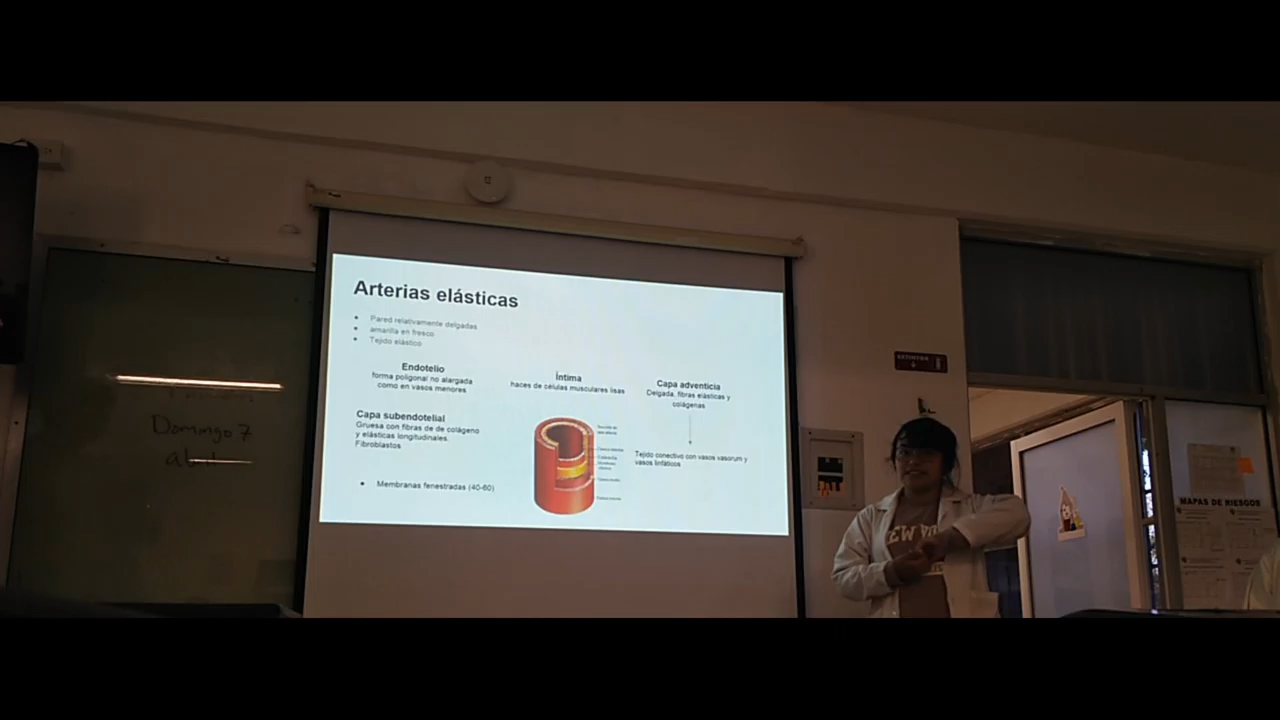 Arterias elásticas
Pared relativamente delgadas
amarilla en fresco
Tejido elástico
Endotelio
forma poligonal no alargada
como en vasos menores
Íntima
haces de células musculares lisas
Capa adventicia
Delgada, fibras elásticas y
colágenas
Capa subendotelial
Gruesa con fibras de de colágeno
y elásticas longitudinales.
Fibroblastos
Tejido conectivo con vasos vasorum y
vasos linfáticos
Membranas fenestradas (40-60)
Domingo 7
abril
EXTINTOR
MAPAS DE RIESGOS